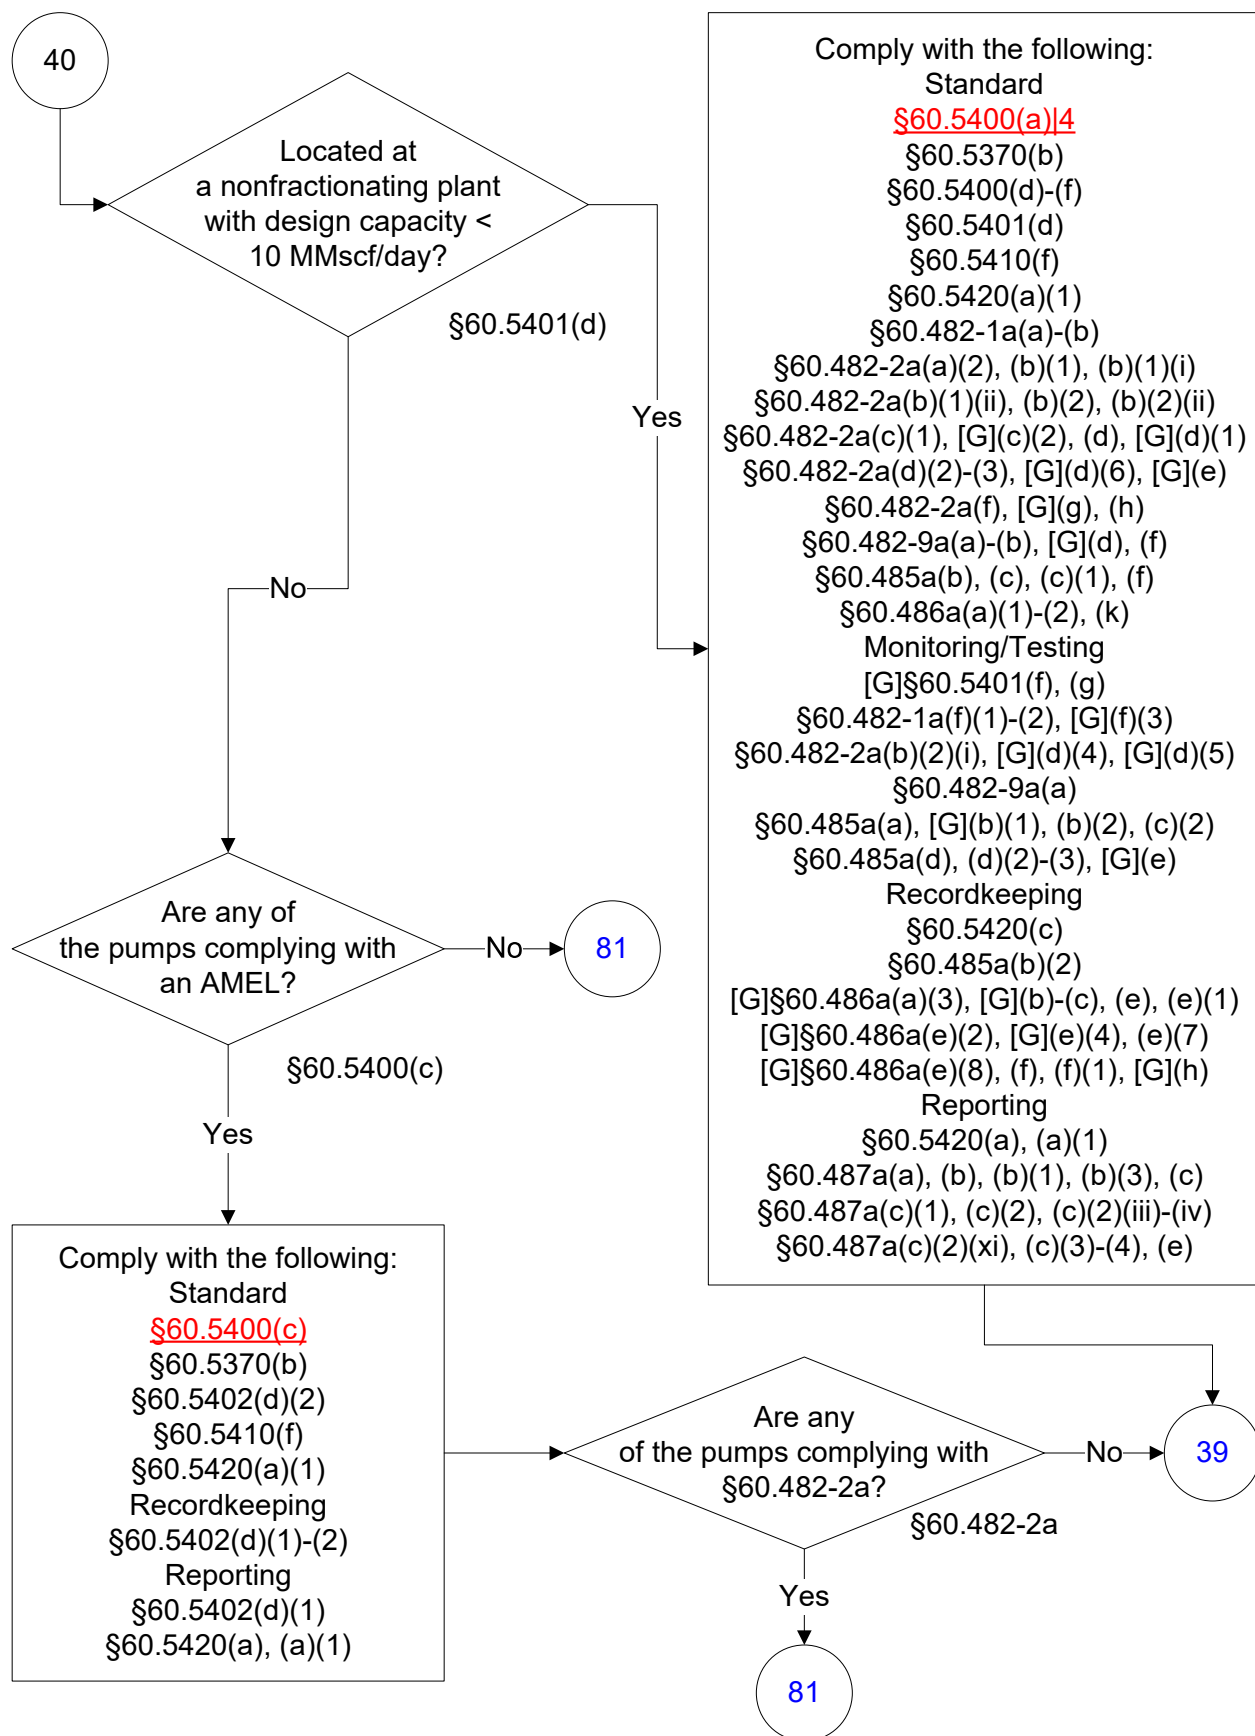 40
Located at
a nonfractionating plant
with design capacity <
10 MMscf/day?
§60.5401(d)
Yes
No
Comply with the following:
Standard
§60.5400(a)|4
§60.5370(b)
§60.5400(d)-(f)
§60.5401(d)
§60.5410(f)
§60.5420(a)(1)
§60.482-1a(a)-(b)
§60.482-2a(a)(2), (b)(1), (b)(1)(i)
§60.482-2a(b)(1)(ii), (b)(2), (b)(2)(ii)
§60.482-2a(c)(1), [G](c)(2), (d), [G](d)(1)
§60.482-2a(d)(2)-(3), [G](d)(6), [G](e)
§60.482-2a(f), [G](g), (h)
§60.482-9a(a)-(b), [G](d), (f)
§60.485a(b), (c), (c)(1), (f)
§60.486a(a)(1)-(2), (k)
Monitoring/Testing
[G]§60.5401(f), (g)
§60.482-1a(f)(1)-(2), [G](f)(3)
§60.482-2a(b)(2)(i), [G](d)(4), [G](d)(5)
§60.482-9a(a)
§60.485a(a), [G](b)(1), (b)(2), (c)(2)
§60.485a(d), (d)(2)-(3), [G](e)
Recordkeeping
§60.5420(c)
§60.485a(b)(2)
[G]§60.486a(a)(3), [G](b)-(c), (e), (e)(1)
[G]§60.486a(e)(2), [G](e)(4), (e)(7)
[G]§60.486a(e)(8), (f), (f)(1), [G](h)
Reporting
§60.5420(a), (a)(1)
§60.487a(a), (b), (b)(1), (b)(3), (c)
§60.487a(c)(1), (c)(2), (c)(2)(iii)-(iv)
§60.487a(c)(2)(xi), (c)(3)-(4), (e)
Are any of
the pumps complying with
an AMEL?
No
81
§60.5400(c)
Yes
Comply with the following:
Standard
§60.5400(c)
§60.5370(b)
§60.5402(d)(2)
§60.5410(f)
§60.5420(a)(1)
Recordkeeping
§60.5402(d)(1)-(2)
Reporting
§60.5402(d)(1)
§60.5420(a), (a)(1)
Are any
of the pumps complying with
§60.482-2a?
No
39
§60.482-2a
Yes
81